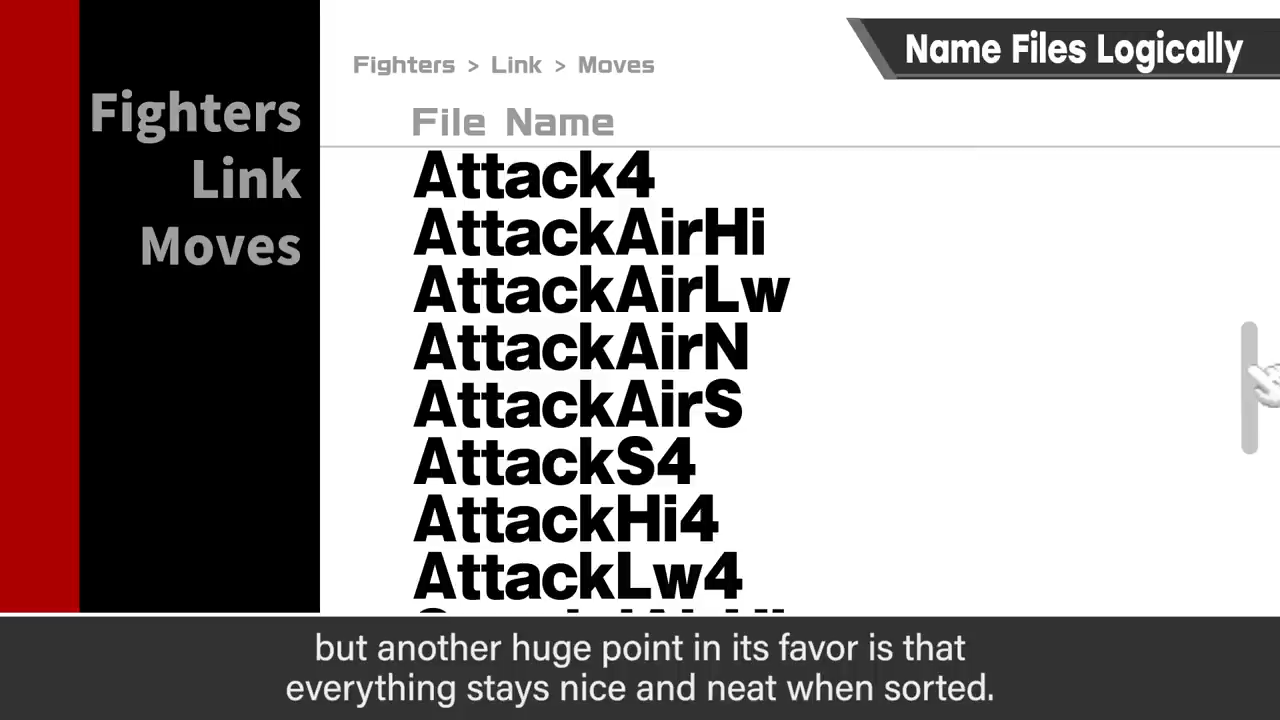 Name Files Logically
Fighters > Link > Moves
Fighters
Link
Moves
File Name
Attack4
AttackAirHi
AttackAirLw
AttackAirN
AttackAirS
AttackS4
AttackHi4
AttackLw4
but another huge point in its favor is that
everything stays nice and neat when sorted.